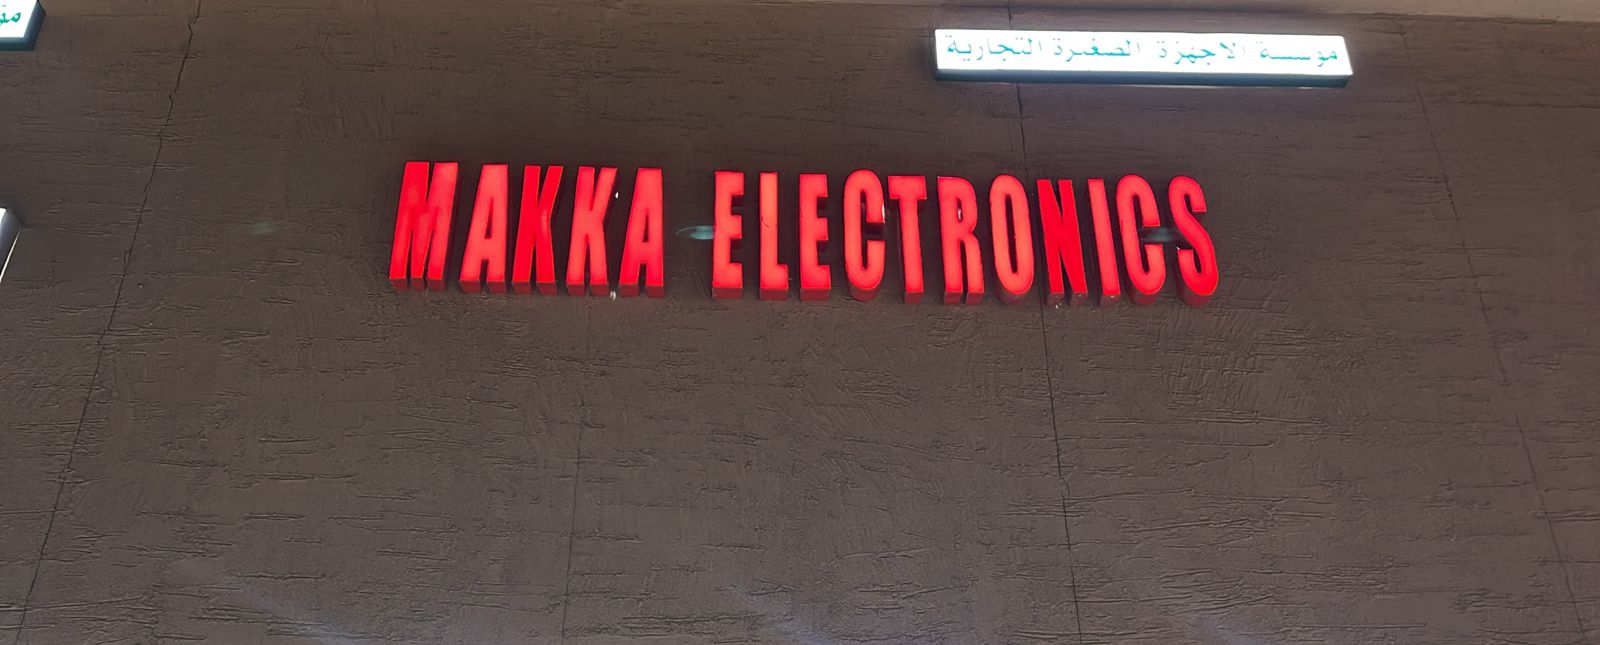 مؤسسة الاجهزة الصغرة التجارية
MAKKA ELECTRONICS